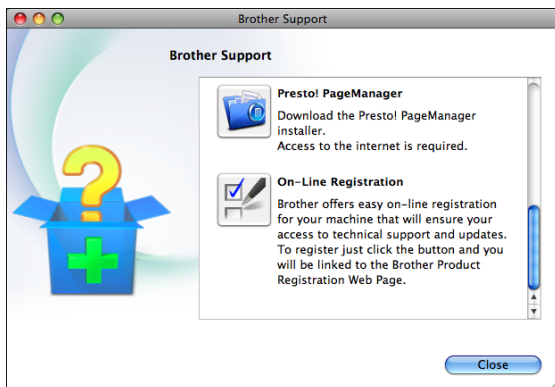 Brother Support
Brother Support
Presto! PageManager
Download the Presto! PageManager
installer.
Access to the internet is required.
On-Line Registration
Brother offers easy on-line registration
for your machine that will ensure your
access to technical support and updates.
To register just click the button and you
will be linked to the Brother Product
Registration Web Page.
Close